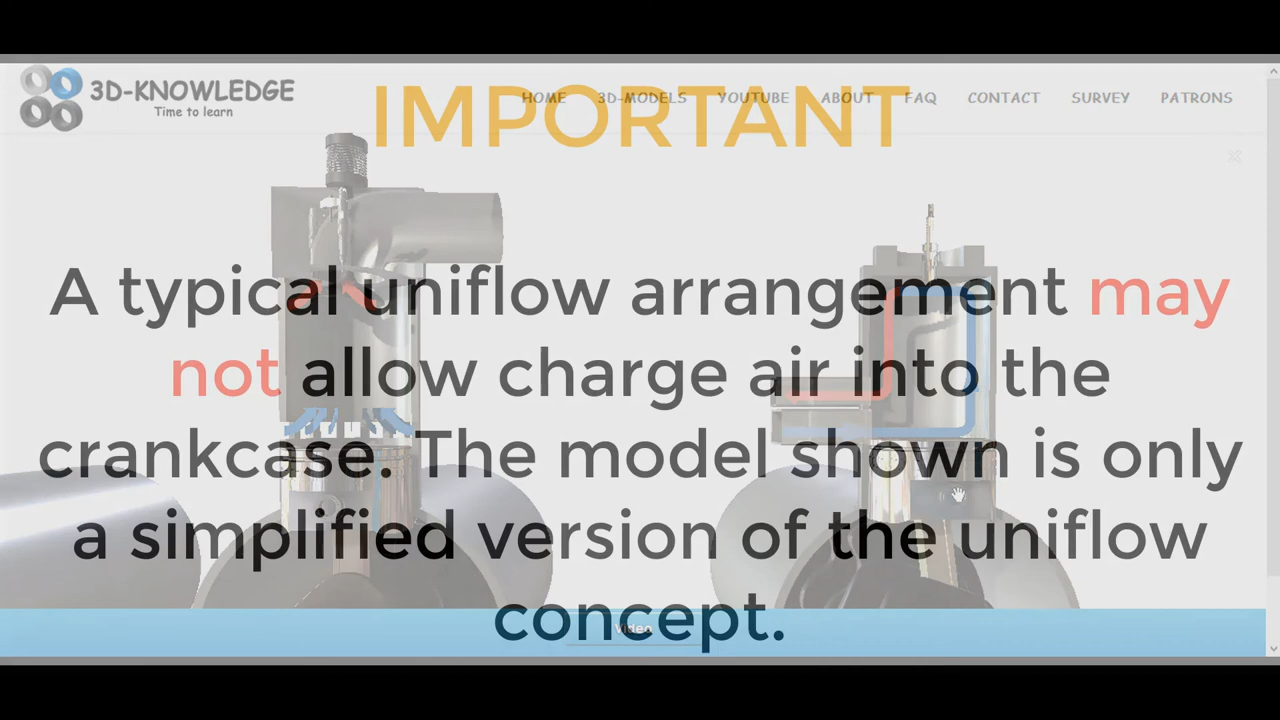 3D-KNOWLEDGE
Time to learn
HOME 3D-MODELS YOUTUBE ABOUT FAQ CONTACT SURVEY PATRONS
IMPORTANT
A typical uniflow arrangement may
not allow charge air into the
crankcase. The model shown is only
a simplified version of the uniflow
concept.
Video